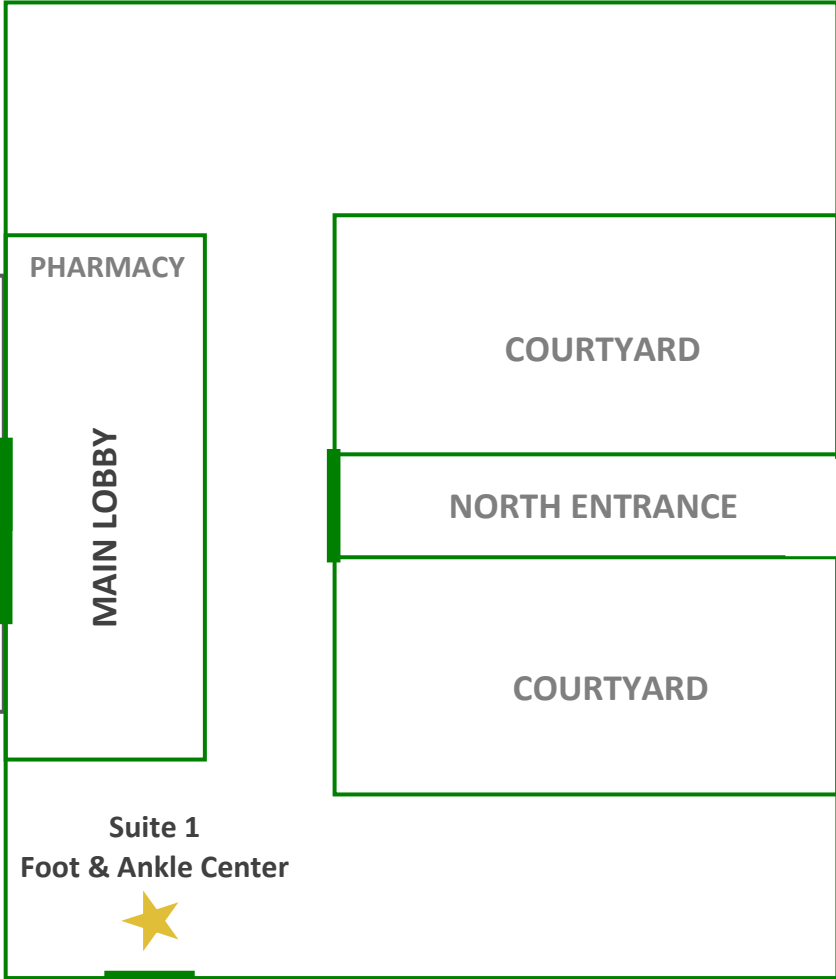 PHARMACY
COURTYARD
MAIN LOBBY
NORTH ENTRANCE
COURTYARD
Suite 1
Foot & Ankle Center